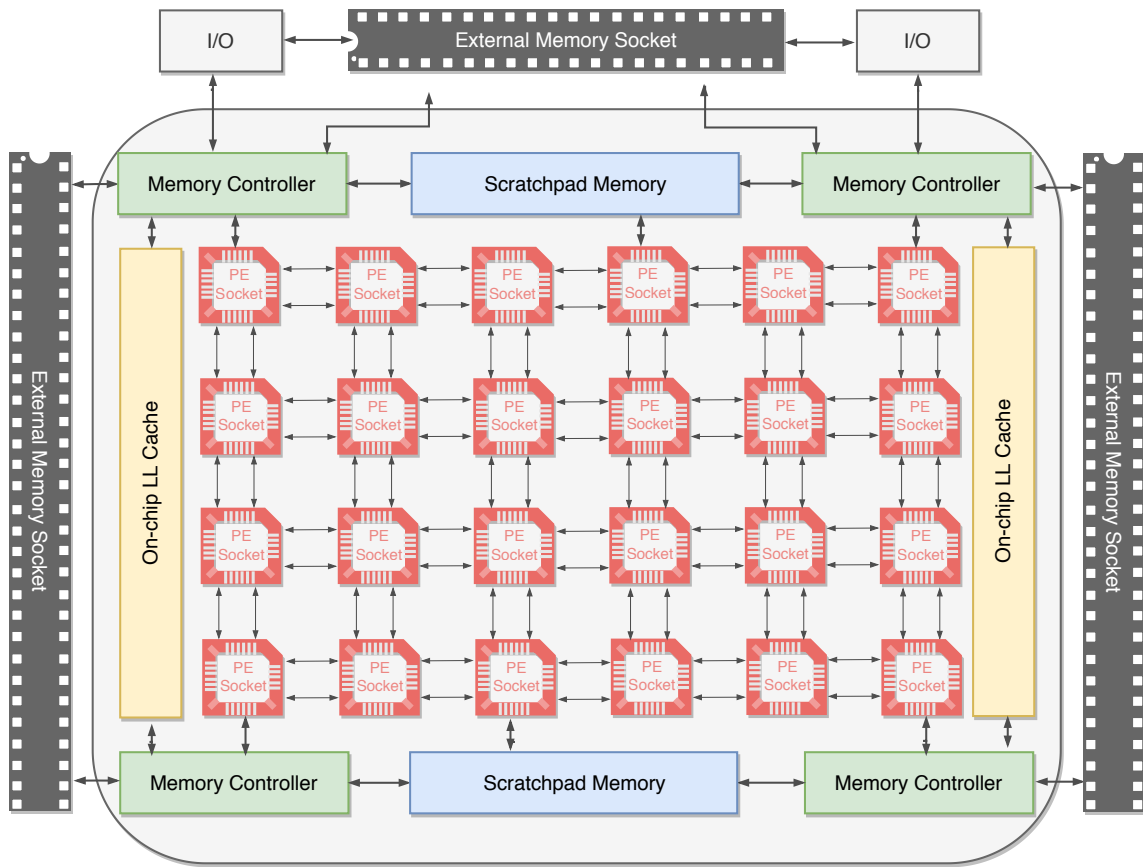 I/O
External Memory Socket
I/O
Memory Controller
Scratchpad Memory
Memory Controller
External Memory Socket
On-chip LL Cache
PE
Socket
PE
Socket
PE
Socket
PE
Socket
PE
Socket
PE
Socket
PE
Socket
PE
Socket
PE
Socket
PE
Socket
PE
Socket
PE
Socket
PE
Socket
PE
Socket
PE
Socket
PE
Socket
PE
Socket
PE
Socket
PE
Socket
PE
Socket
PE
Socket
PE
Socket
PE
Socket
PE
Socket
On-chip LL Cache
External Memory Socket
Memory Controller
Scratchpad Memory
Memory Controller